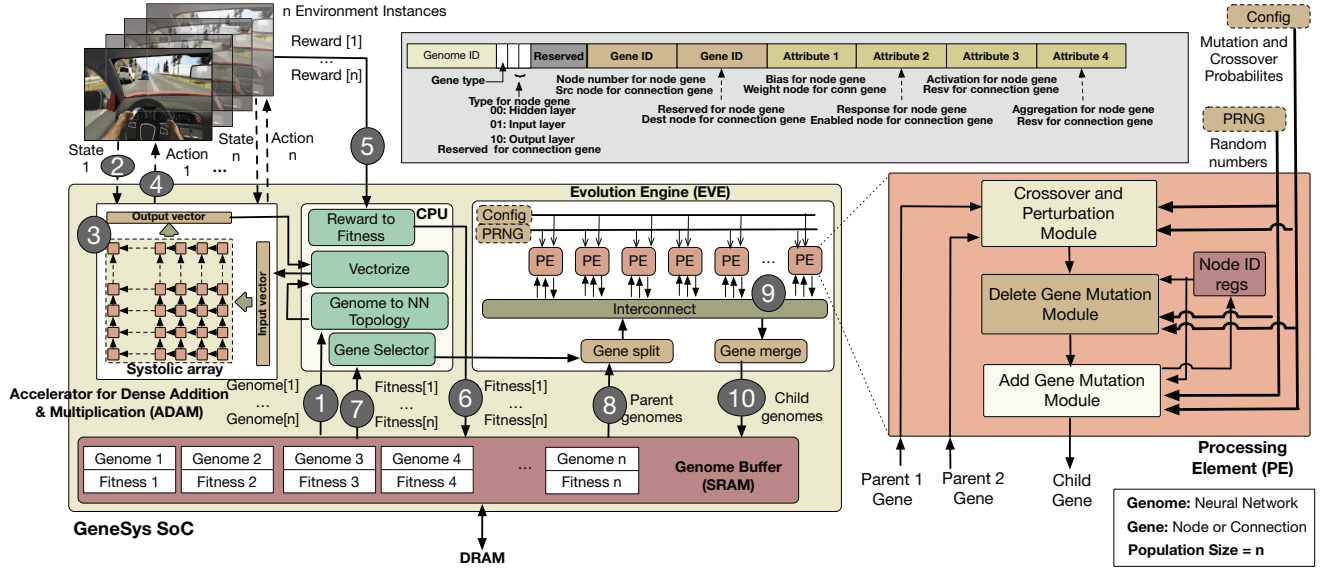 n Environment Instances
Reward [1]
...
Reward [n]
State
1
2
Action
1
4
...
State
n
Action
n
5
Genome ID
Reserved
Gene ID
Gene ID
Attribute 1
Attribute 2
Attribute 3
Attribute 4
Gene type
Type for node gene
00: Hidden layer
01: Input layer
10: Output layer
Reserved for connection gene
Node number for node gene
Src node for connection gene
Reserved for node gene
Dest node for connection gene
Bias for node gene
Weight node for conn gene
Response for node gene
Enabled node for connection gene
Activation for node gene
Resv for connection gene
Aggregation for node gene
Resv for connection gene
Config
Mutation and
Crossover
Probabilites
PRNG
Random
numbers
Evolution Engine (EVE)
3
Output vector
Input vector
Systolic array
Accelerator for Dense Addition
& Multiplication (ADAM)
CPU
Reward to
Fitness
Vectorize
Genome to NN
Topology
Gene Selector
Config
PRNG
PE
PE
PE
PE
PE
...
PE
9
Interconnect
Gene split
Gene merge
Genome[1]
...
Genome[n]
1
7
Fitness[1]
...
Fitness[n]
6
Fitness[1]
...
Fitness[n]
8
Parent
genomes
10
Child
genomes
Genome 1
Fitness 1
Genome 2
Fitness 2
Genome 3
Fitness 3
Genome 4
Fitness 4
...
Genome n
Fitness n
Genome Buffer
(SRAM)
GeneSys SoC
DRAM
Crossover and
Perturbation
Module
Node ID
regs
Delete Gene Mutation
Module
Add Gene Mutation
Module
Processing
Element (PE)
Parent 1
Gene
Parent 2
Gene
Child
Gene
Genome: Neural Network
Gene: Node or Connection
Population Size = n